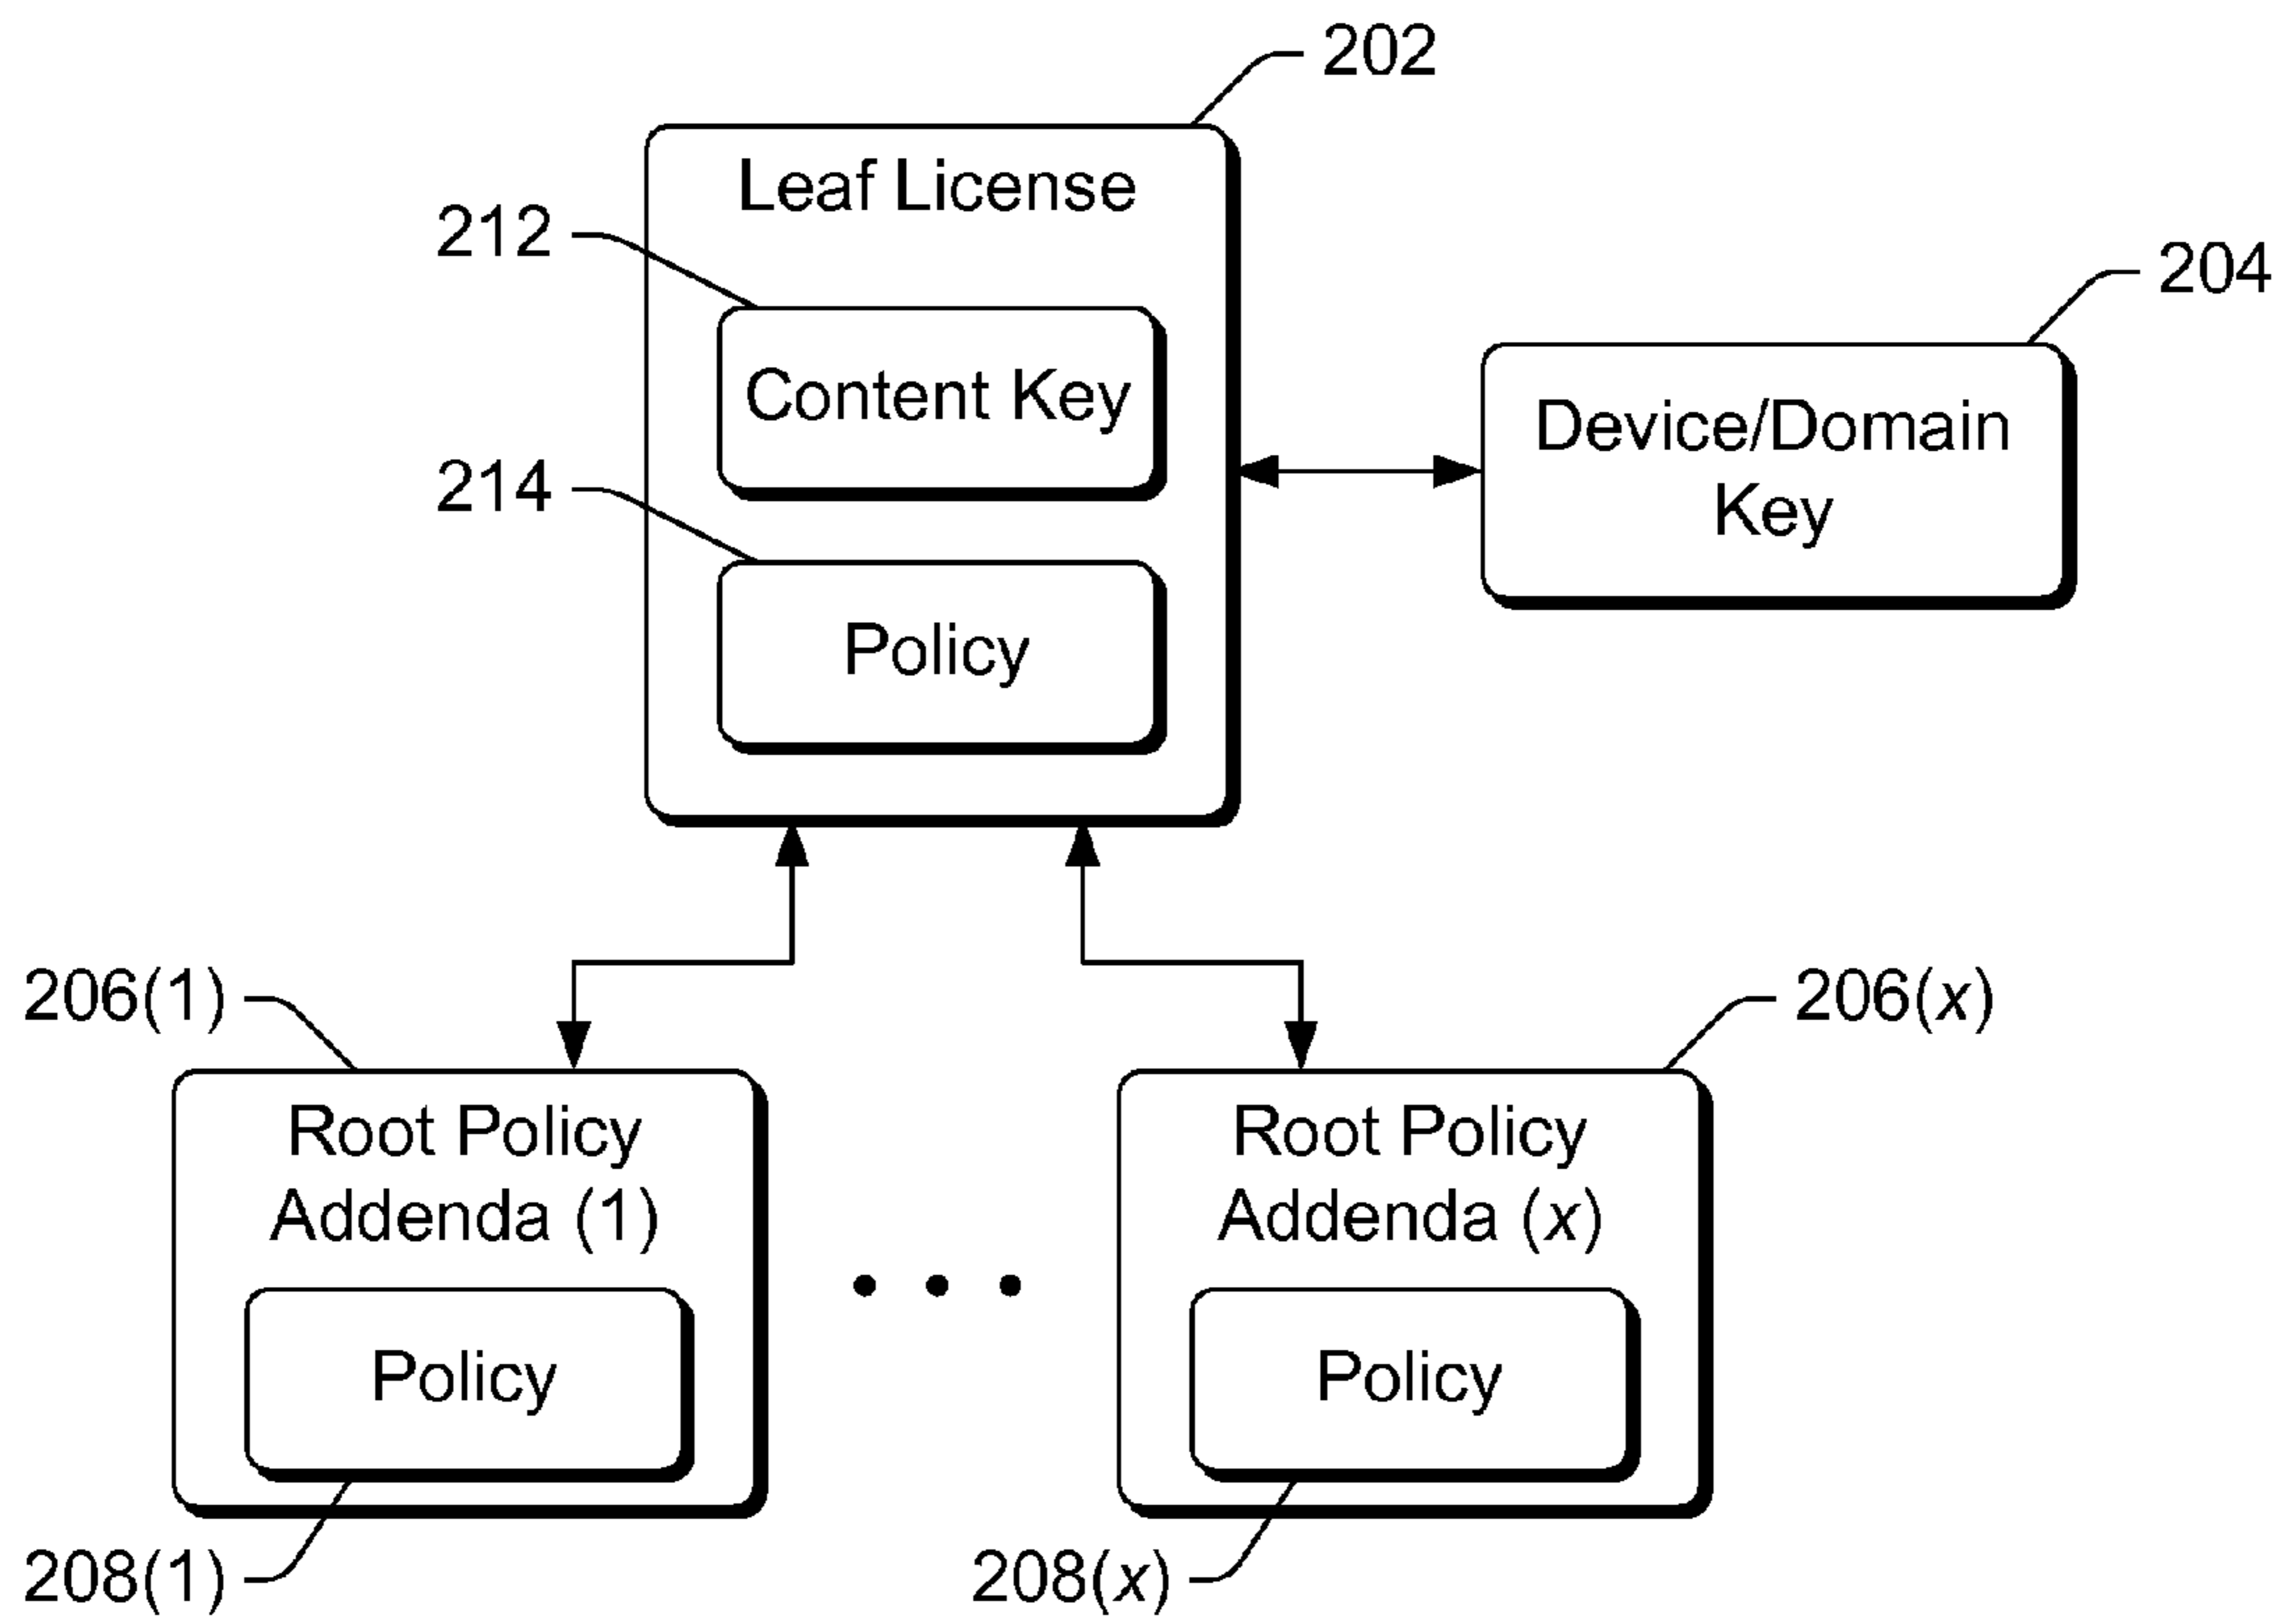 202
Leaf License
212
204
Content Key
Device/Domain
Key
214
Policy
206(1)
206(x)
Root Policy
Addenda (1)
Root Policy
Addenda (x)
Policy
Policy
208(1)
208(x)